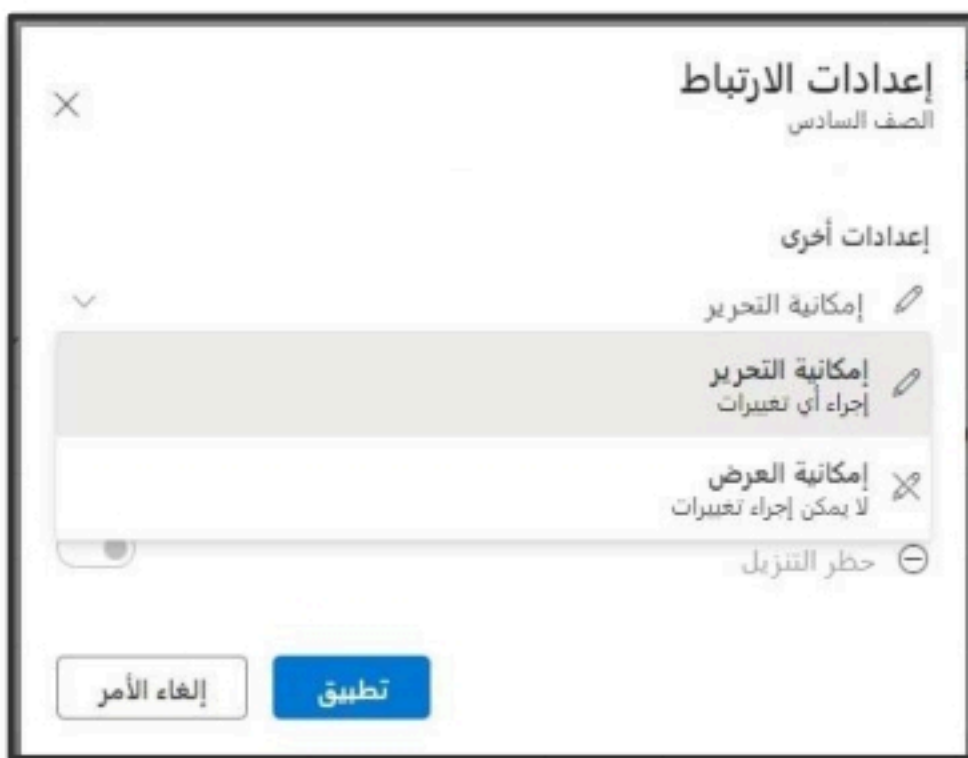 إعدادات الارتباط
الصف السادس
إعدادات أخرى
إمكانية التحرير
إمكانية التحرير
إجراء أي تغييرات
إمكانية العرض
لا يمكن إجراء تغييرات
حظر التنزيل
تطبيق
إلغاء الأمر